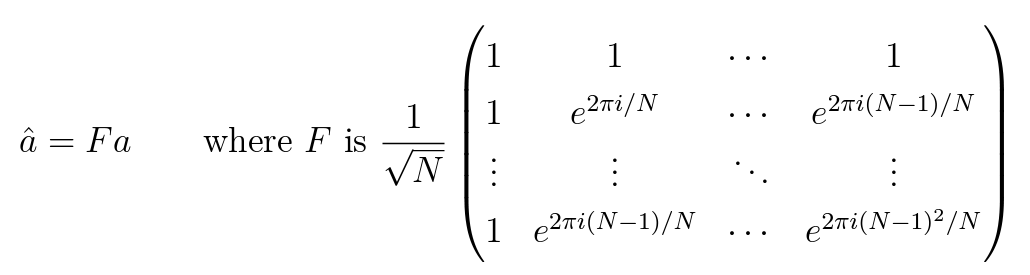 â = Fa where F is 1/√N
1 1 ⋯ 1
1 e^{2πi/N} ⋯ e^{2πi(N−1)/N}
⋮ ⋮ ⋱ ⋮
1 e^{2πi(N−1)/N} ⋯ e^{2πi(N−1)^2/N}